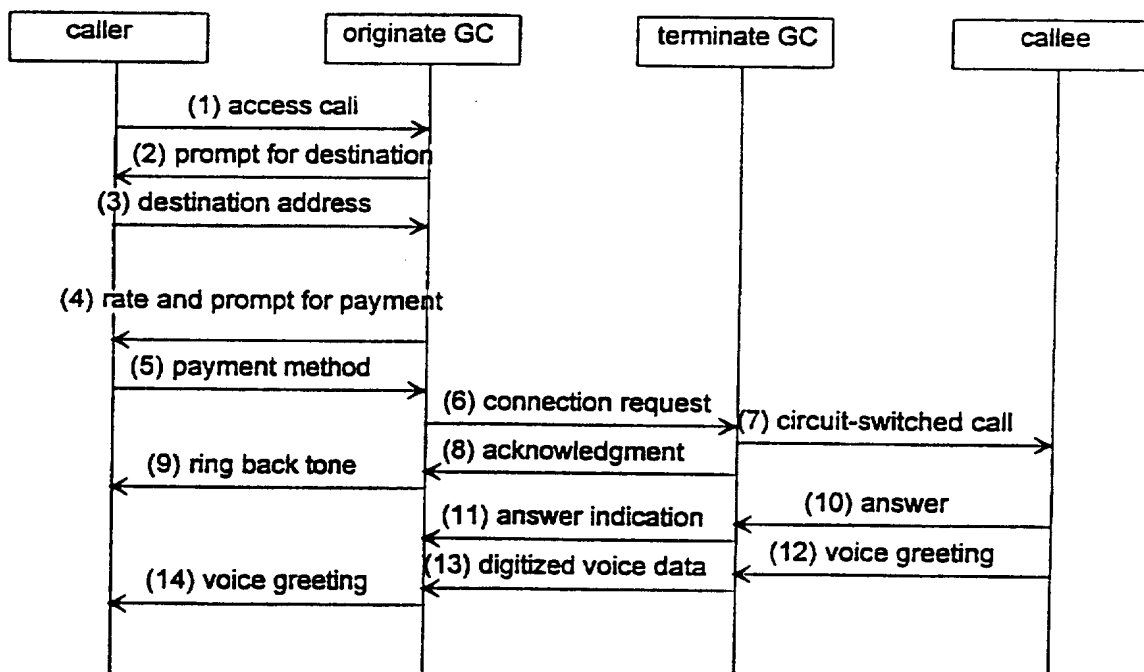 caller
originate GC
terminate GC
callee
(1) access call
(2) prompt for destination
(3) destination address
(4) rate and prompt for payment
(5) payment method
(6) connection request
(7) circuit-switched call
(8) acknowledgment
(9) ring back tone
(10) answer
(11) answer indication
(12) voice greeting
(13) digitized voice data
(14) voice greeting